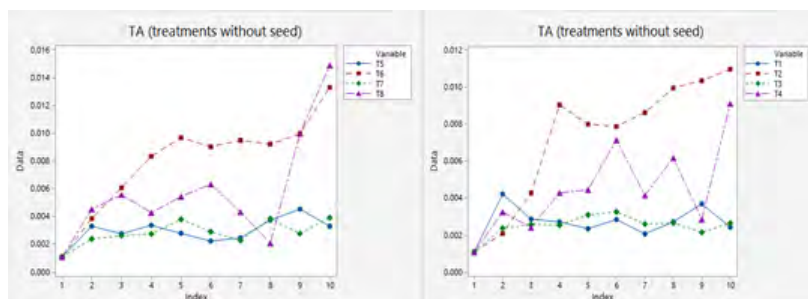 TA (treatments without seed)
0.016
0.014
0.012
0.010
0.008
0.006
0.004
0.002
0.000
Data
1 2 3 4 5 6 7 8 9 10
Index
Variable
T5
T6
T7
T8
TA (treatments without seed)
0.012
0.010
0.008
0.006
0.004
0.002
0.000
Data
1 2 3 4 5 6 7 8 9 10
Index
Variable
T1
T2
T3
T4